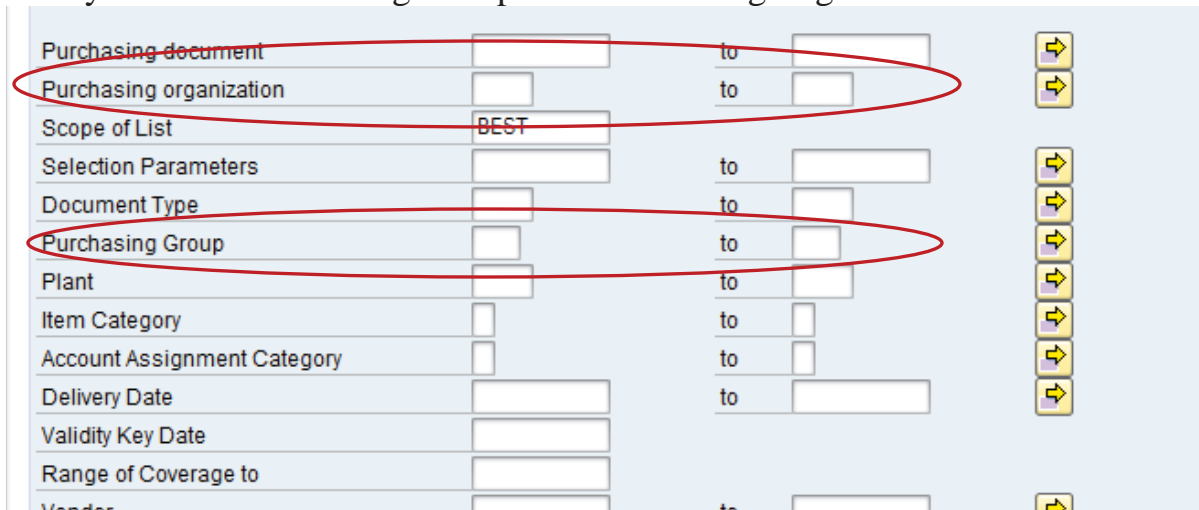 Purchasing document to
Purchasing organization to
Scope of List BEST
Selection Parameters to
Document Type to
Purchasing Group to
Plant to
Item Category to
Account Assignment Category to
Delivery Date to
Validity Key Date
Range of Coverage to
Vendor to